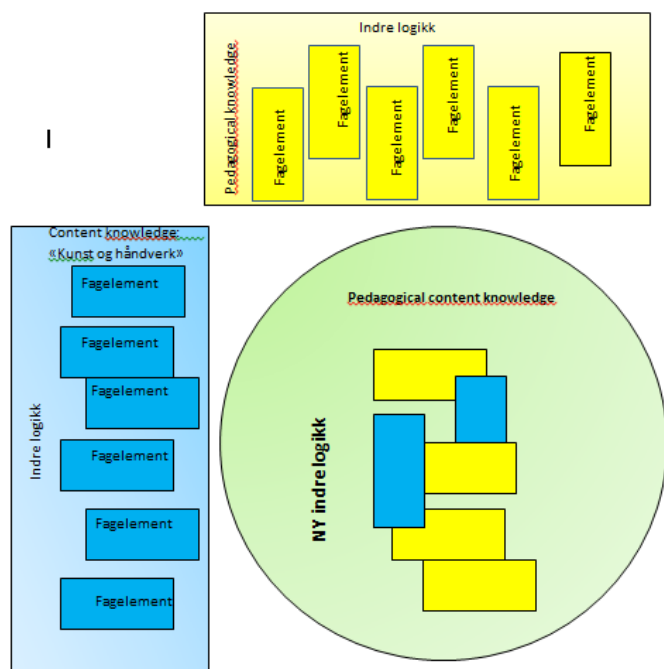 Indre logikk
Pedagogical knowledge
Fagelement
Fagelement
Fagelement
Fagelement
Fagelement
Fagelement
Content knowledge:
«Kunst og håndverk»
Indre logikk
Fagelement
Fagelement
Fagelement
Fagelement
Fagelement
Fagelement
Pedagogical content knowledge
NY indre logikk